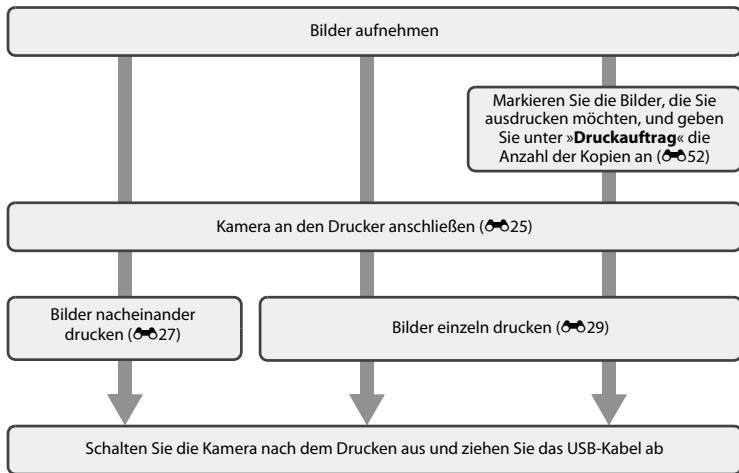 Bilder aufnehmen
Markieren Sie die Bilder, die Sie
ausdrucken möchten, und geben
Sie unter »Druckauftrag« die
Anzahl der Kopien an (52)
Kamera an den Drucker anschließen (25)
Bilder nacheinander
drucken (27)
Bilder einzeln drucken (29)
Schalten Sie die Kamera nach dem Drucken aus und ziehen Sie das USB-Kabel ab